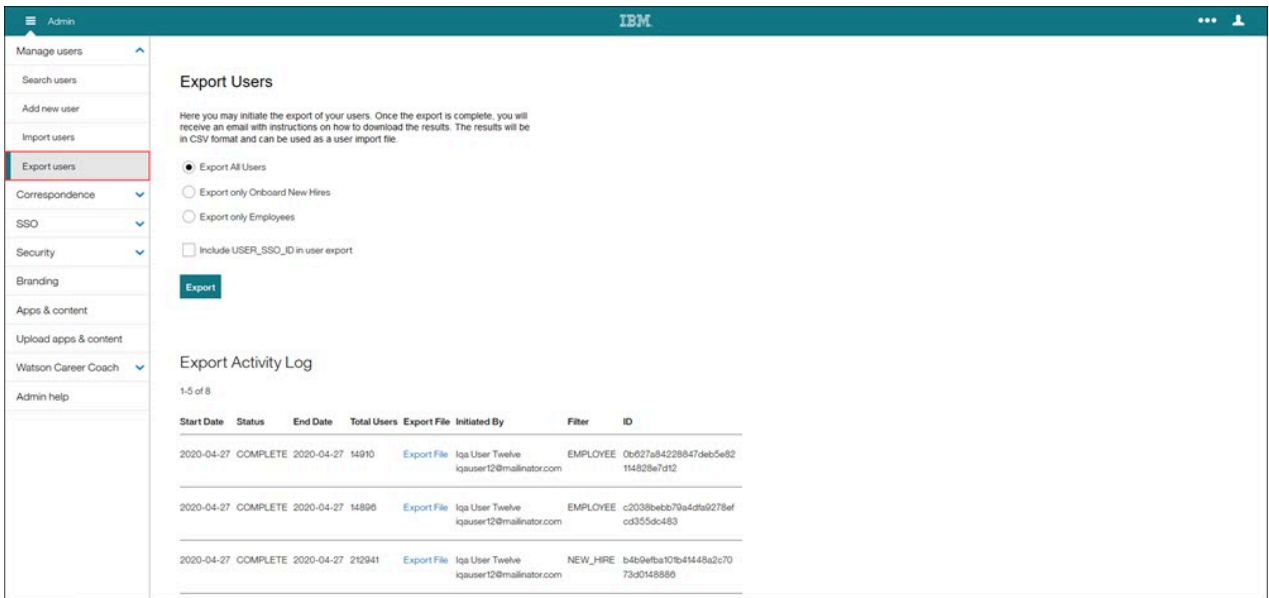 Admin
IBM
Manage users
Search users
Add new user
Import users
Export users
Correspondence
SSO
Security
Branding
Apps & content
Upload apps & content
Watson Career Coach
Admin help
Export Users
Here you may initiate the export of your users. Once the export is complete, you will
receive an email with instructions on how to download the results. The results will be
in CSV format and can be used as a user import file.
Export All Users
Export only Onboard New Hires
Export only Employees
Include USER_SSO_ID in user export
Export
Export Activity Log
1-5 of 8
Start Date Status End Date Total Users Export File Initiated By Filter ID
2020-04-27 COMPLETE 2020-04-27 14910 Export File Iqa User Twelve EMPLOYEE 0b627a84228847deb5e82
iqauser12@mailinator.com 114828e7d12
2020-04-27 COMPLETE 2020-04-27 14896 Export File Iqa User Twelve EMPLOYEE c2038bebb79a4dfa9278ef
iqauser12@mailinator.com cd355dc483
2020-04-27 COMPLETE 2020-04-27 212941 Export File Iqa User Twelve NEW_HIRE b4b9efba101b41448a2c70
iqauser12@mailinator.com 73d0148886